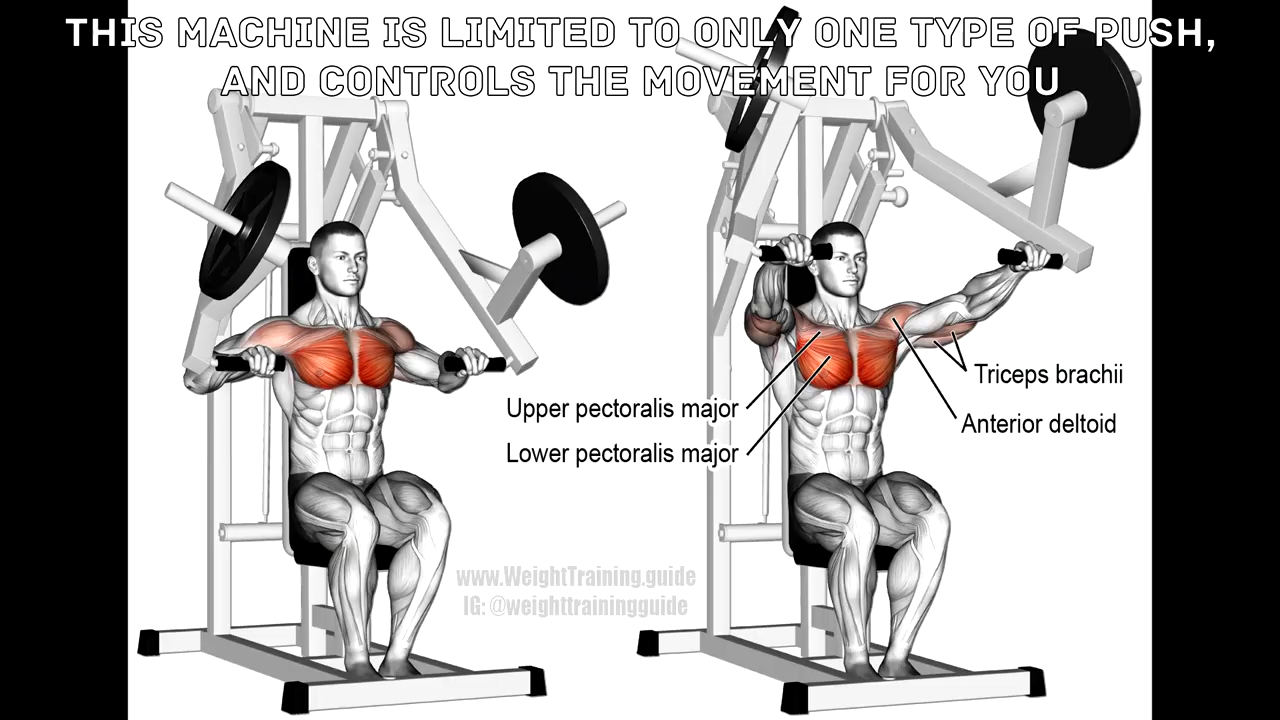 THIS MACHINE IS LIMITED TO ONLY ONE TYPE OF PUSH,
AND CONTROLS THE MOVEMENT FOR YOU
Triceps brachii
Upper pectoralis major
Anterior deltoid
Lower pectoralis major
www.WeightTraining.guide
IG: @weighttrainingguide